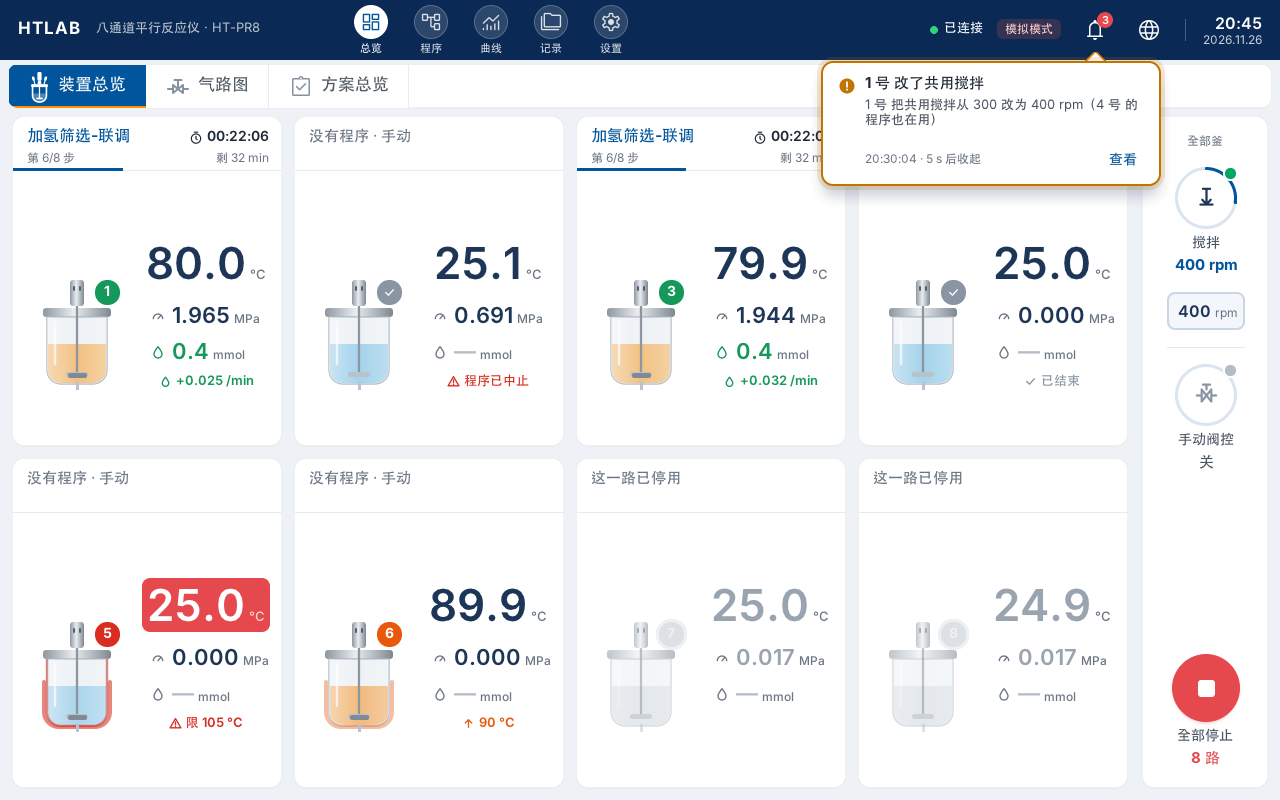 HTLAB 八通道平行反应仪 · HT-PR8
总览 程序 曲线 记录 设置
已连接 模拟模式 3 20:45
2026.11.26
装置总览 气路图 方案总览
1 号 改了共用搅拌
1 号 把共用搅拌从 300 改为 400 rpm（4 号 的
程序也在用）
20:30:04 · 5 s 后收起 查看
加氢筛选-联调 00:22:06
第 6/8 步 剩 32 min
1
80.0 °C
1.965 MPa
0.4 mmol
+0.025 /min
没有程序 · 手动
25.1 °C
0.691 MPa
mmol
程序已中止
加氢筛选-联调 00:22:0
第 6/8 步 剩 32 m
3
79.9 °C
1.944 MPa
0.4 mmol
+0.032 /min
25.0 °C
0.000 MPa
mmol
已结束
没有程序 · 手动
5
25.0 °C
0.000 MPa
mmol
限 105 °C
没有程序 · 手动
6
89.9 °C
0.000 MPa
mmol
90 °C
这一路已停用
7
25.0 °C
0.017 MPa
mmol
这一路已停用
8
24.9 °C
0.017 MPa
mmol
全部釜
搅拌
400 rpm
400 rpm
手动阀控
关
全部停止
8 路